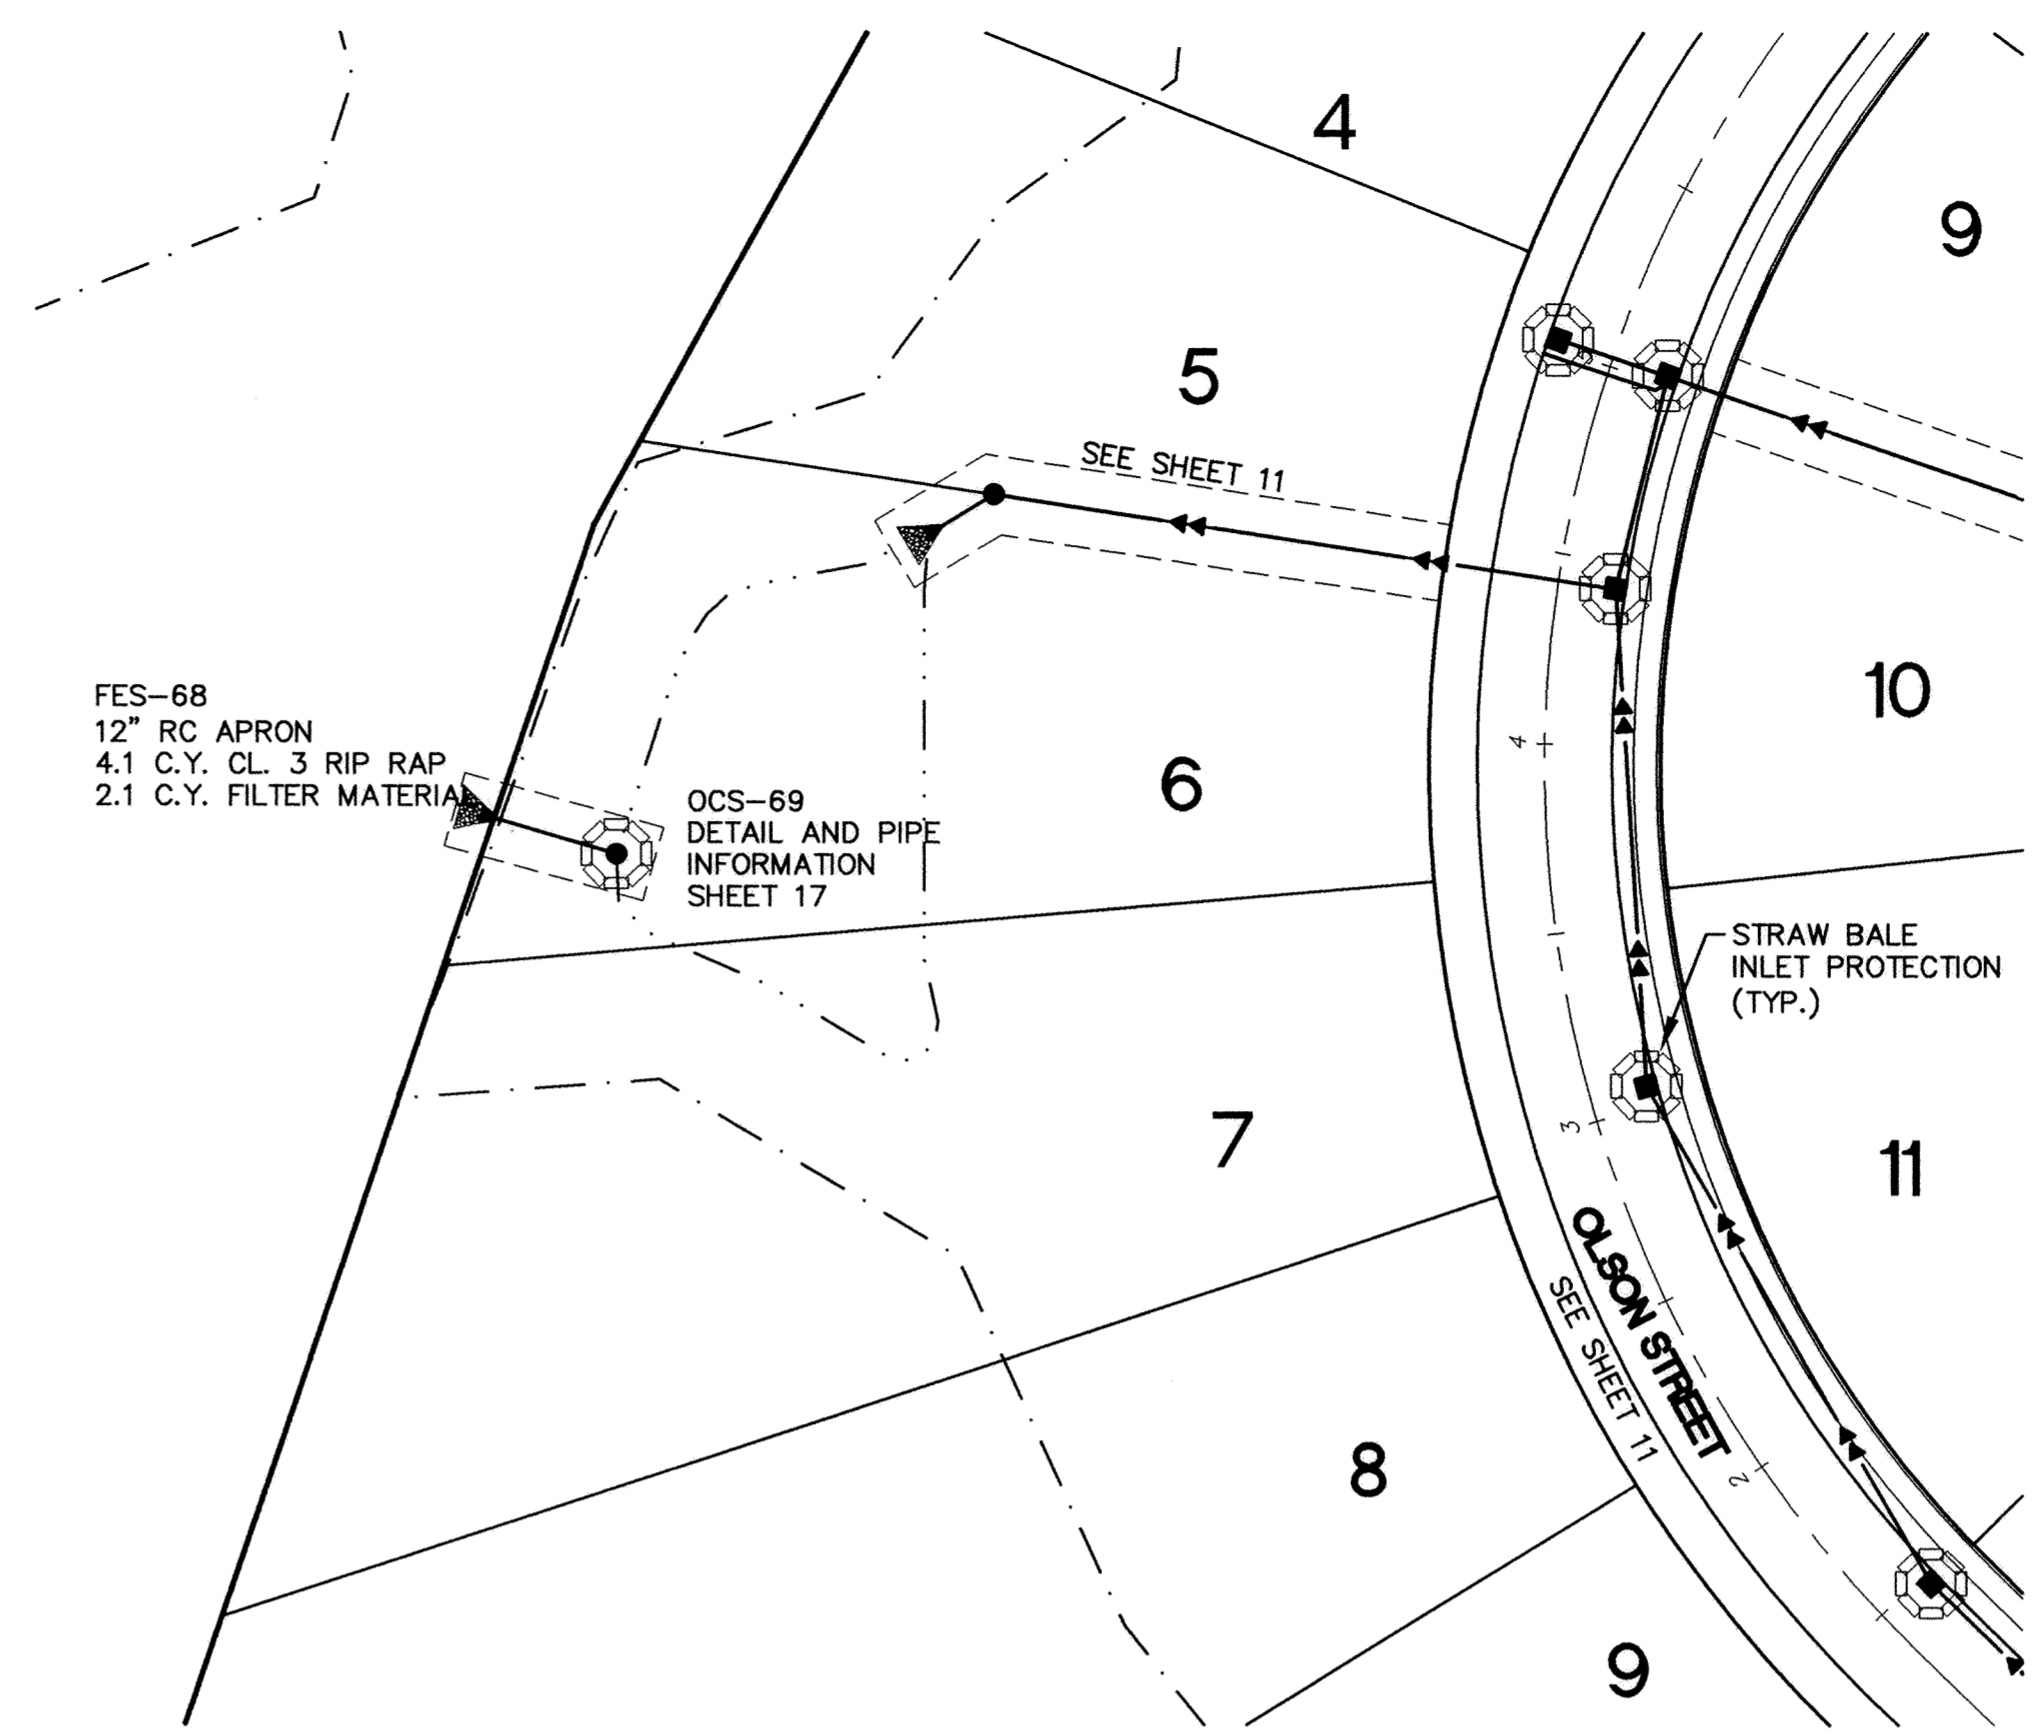 4
9
5
SEE SHEET 11
10
FES-68
12" RC APRON
4.1 C.Y. CL. 3 RIP RAP
2.1 C.Y. FILTER MATERIAL
4
6
OCS-69
DETAIL AND PIPE
INFORMATION
SHEET 17
STRAW BALE
INLET PROTECTION
(TYP.)
3
7
11
OLSON STREET
SEE SHEET 11
2
8
9